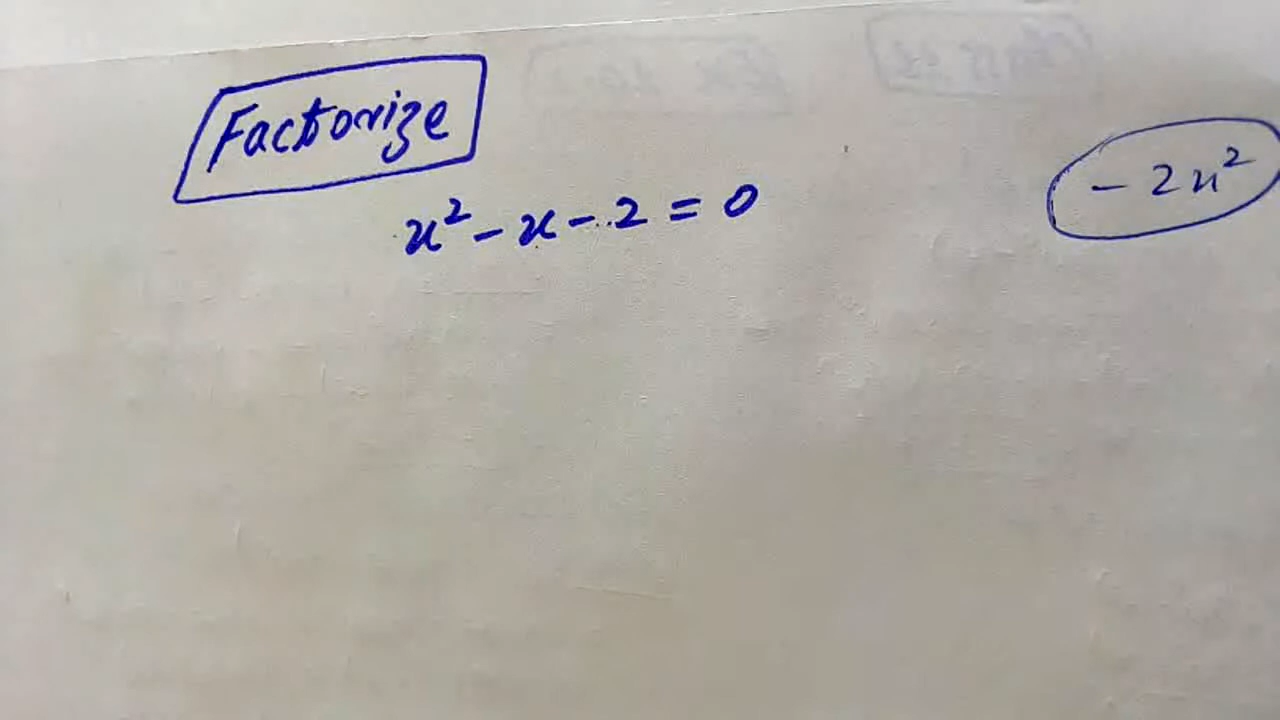 Factorize
x² - x - 2 = 0
- 2x²